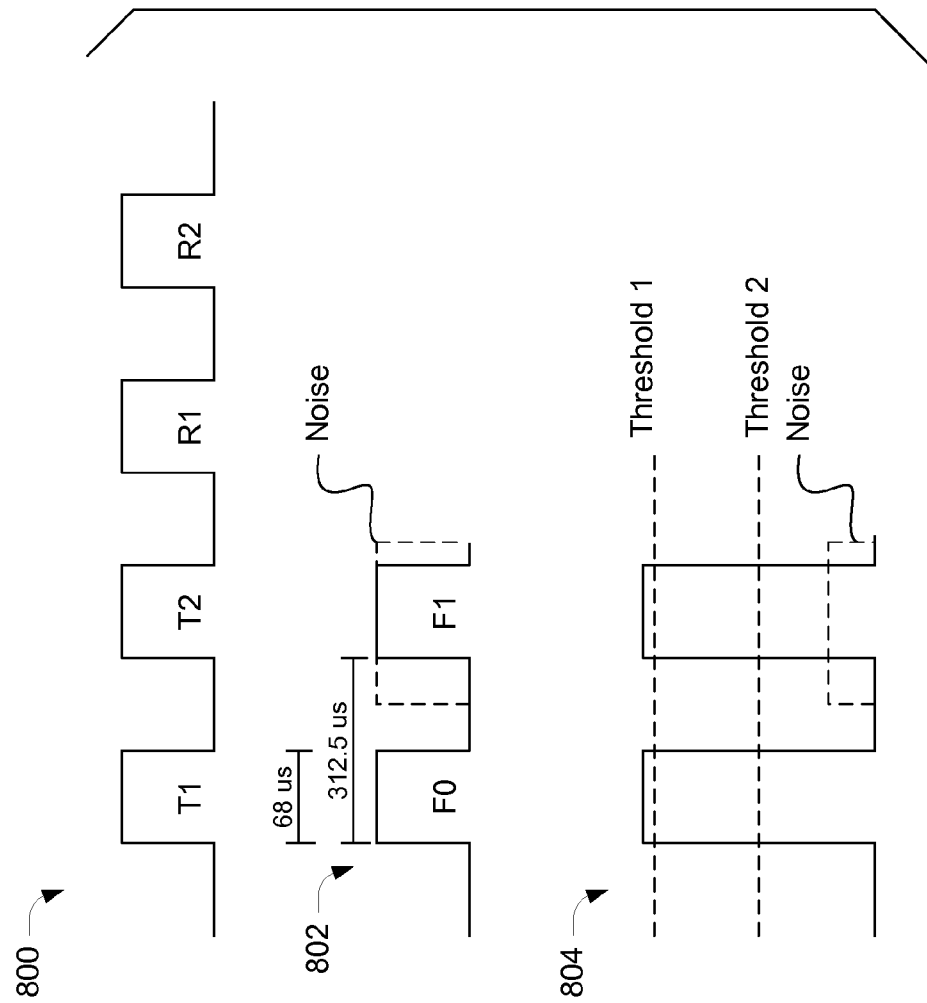 800
T1
T2
R1
R2
802
68 us
312.5 us
F0
F1
Noise
804
Threshold 1
Threshold 2
Noise